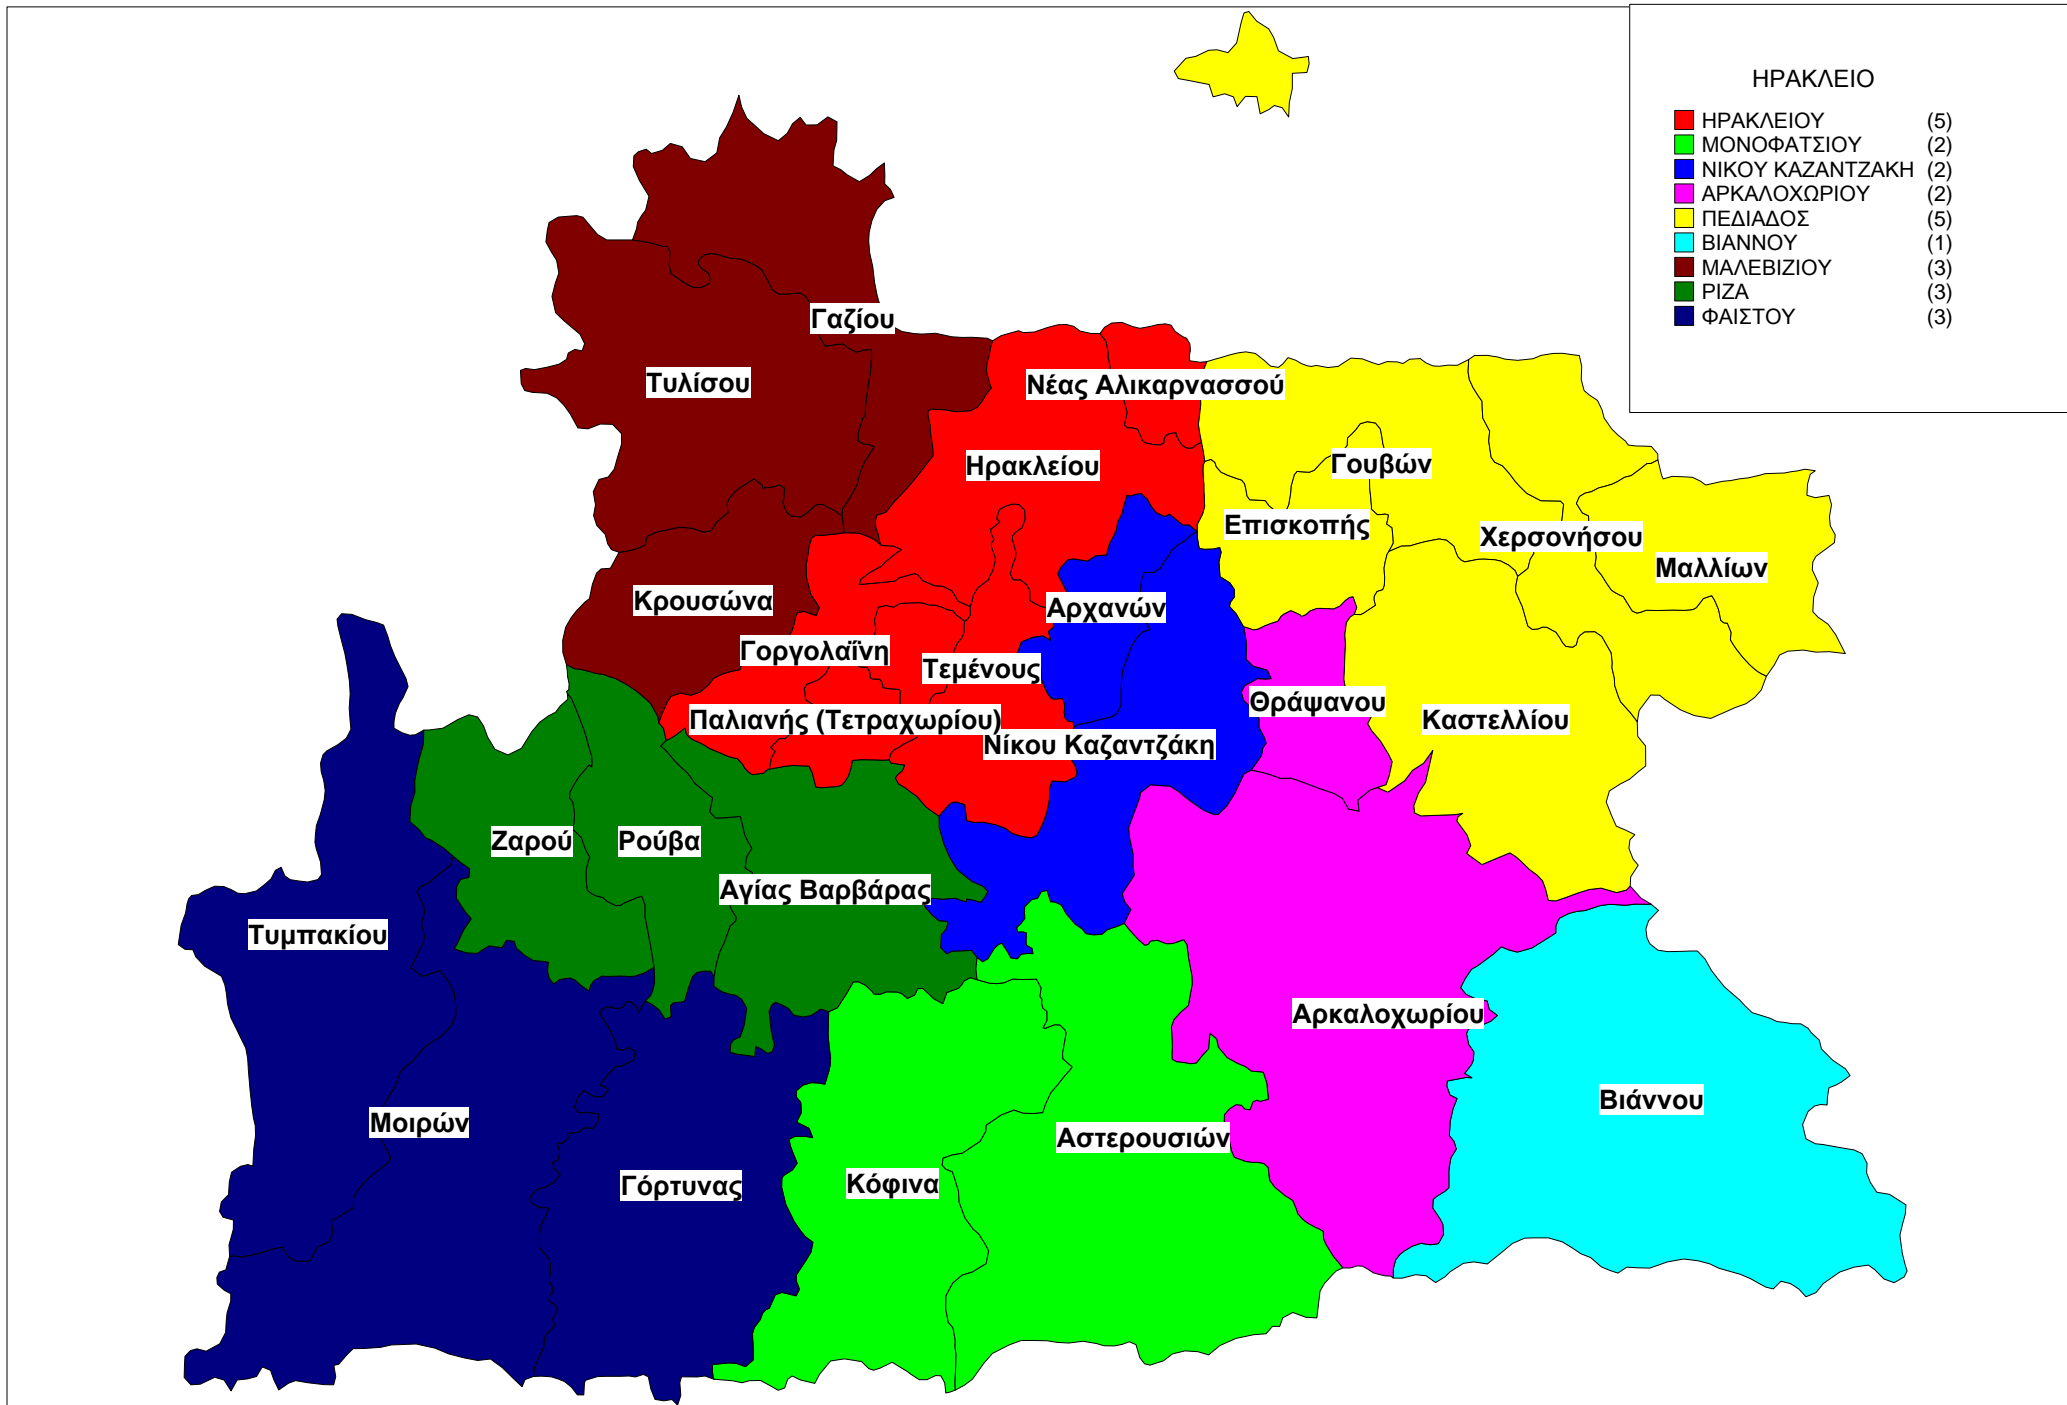 ΗΡΑΚΛΕΙΟ
ΗΡΑΚΛΕΙΟΥ (5)
ΜΟΝΟΦΑΤΣΙΟΥ (2)
ΝΙΚΟΥ ΚΑΖΑΝΤΖΑΚΗ (2)
ΑΡΚΑΛΟΧΩΡΙΟΥ (2)
ΠΕΔΙΑΔΟΣ (5)
ΒΙΑΝΝΟΥ (1)
ΜΑΛΕΒΙΖΙΟΥ (3)
ΡΙΖΑ (3)
ΦΑΙΣΤΟΥ (3)
Γαζίου
Τυλίσου
Νέας Αλικαρνασσού
Ηρακλείου
Γουβών
Επισκοπής
Χερσονήσου
Μαλλίων
Κρουσώνα
Αρχανών
Γοργολαΐνη
Τεμένους
Θράψανου
Παλιανής (Τετραχωρίου)
Καστελλίου
Νίκου Καζαντζάκη
Ζαρού
Ρούβα
Αγίας Βαρβάρας
Τυμπακίου
Αρκαλοχωρίου
Βιάννου
Μοιρών
Αστερουσιών
Κόφινα
Γόρτυνας